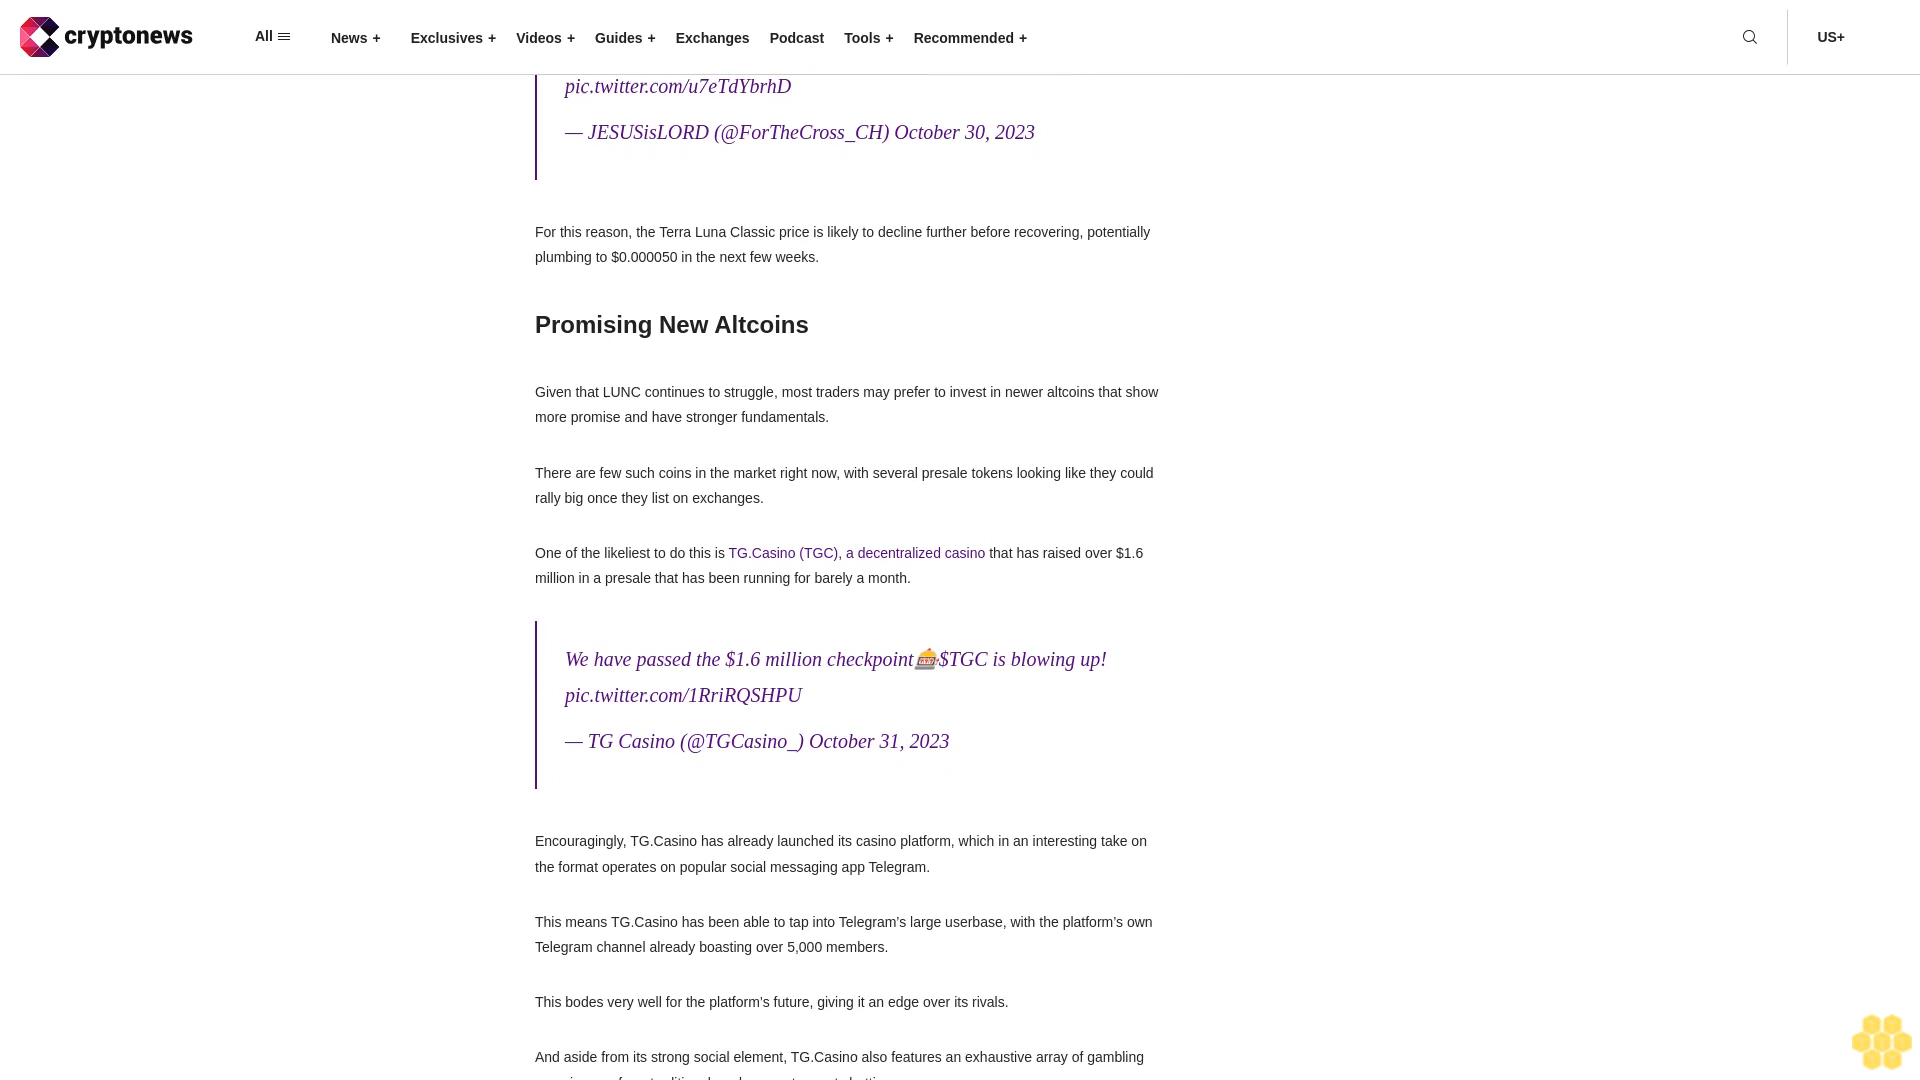 cryptonews
All
News +
Exclusives +
Videos +
Guides +
Exchanges
Podcast
Tools +
Recommended +
US+
pic.twitter.com/u7eTdYbrhD
— JESUSisLORD (@ForTheCross_CH) October 30, 2023
For this reason, the Terra Luna Classic price is likely to decline further before recovering, potentially
plumbing to $0.000050 in the next few weeks.
Promising New Altcoins
Given that LUNC continues to struggle, most traders may prefer to invest in newer altcoins that show
more promise and have stronger fundamentals.
There are few such coins in the market right now, with several presale tokens looking like they could
rally big once they list on exchanges.
One of the likeliest to do this is TG.Casino (TGC), a decentralized casino that has raised over $1.6
million in a presale that has been running for barely a month.
We have passed the $1.6 million checkpoint🎰$TGC is blowing up!
pic.twitter.com/1RriRQSHPU
— TG Casino (@TGCasino_) October 31, 2023
Encouragingly, TG.Casino has already launched its casino platform, which in an interesting take on
the format operates on popular social messaging app Telegram.
This means TG.Casino has been able to tap into Telegram’s large userbase, with the platform’s own
Telegram channel already boasting over 5,000 members.
This bodes very well for the platform’s future, giving it an edge over its rivals.
And aside from its strong social element, TG.Casino also features an exhaustive array of gambling